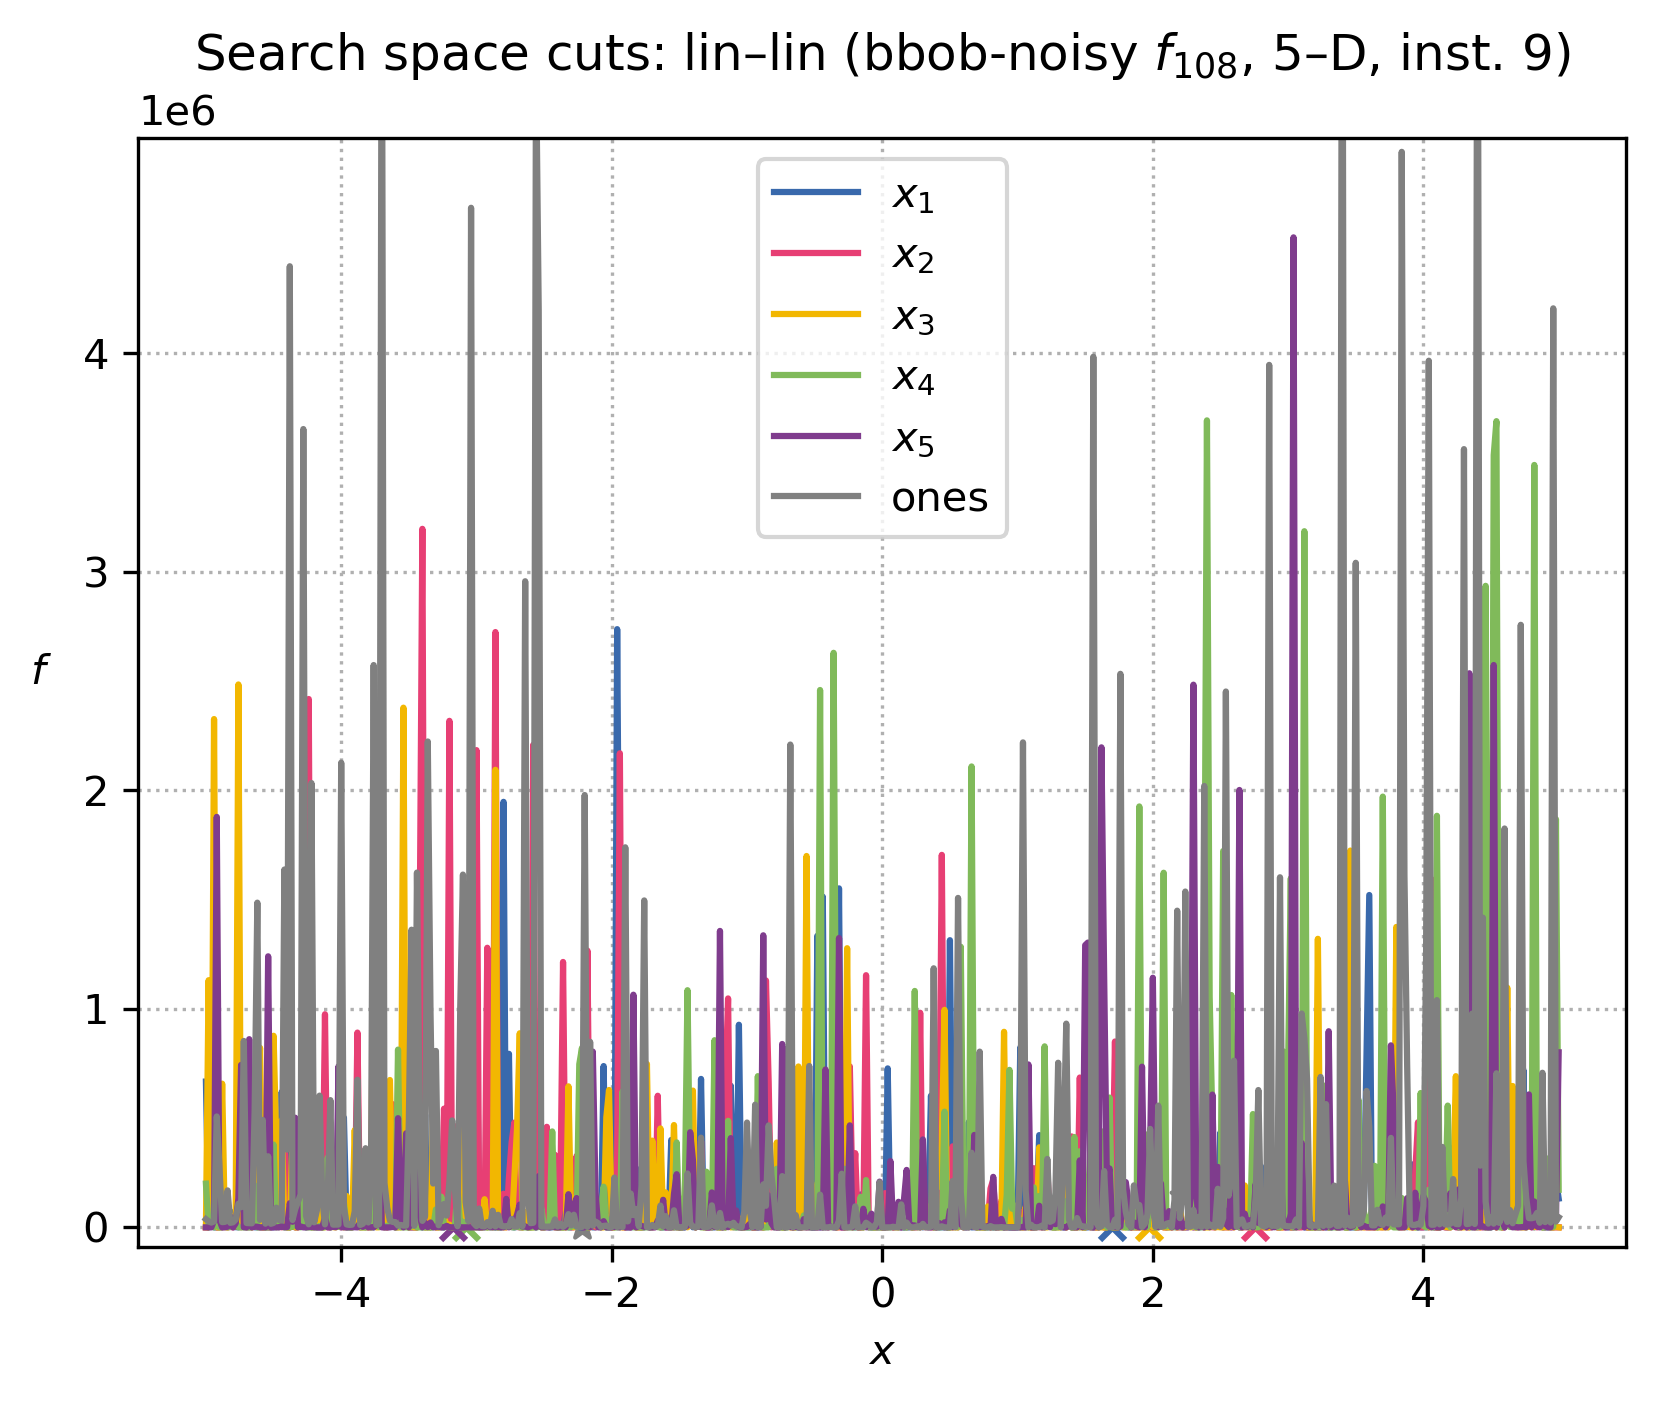 Search space cuts: lin–lin (bbob-noisy f₁₀₈, 5–D, inst. 9)
1e6
x₁
x₂
x₃
x₄
x₅
ones
4
3
2
1
0
f
−4 −2 0 2 4
x